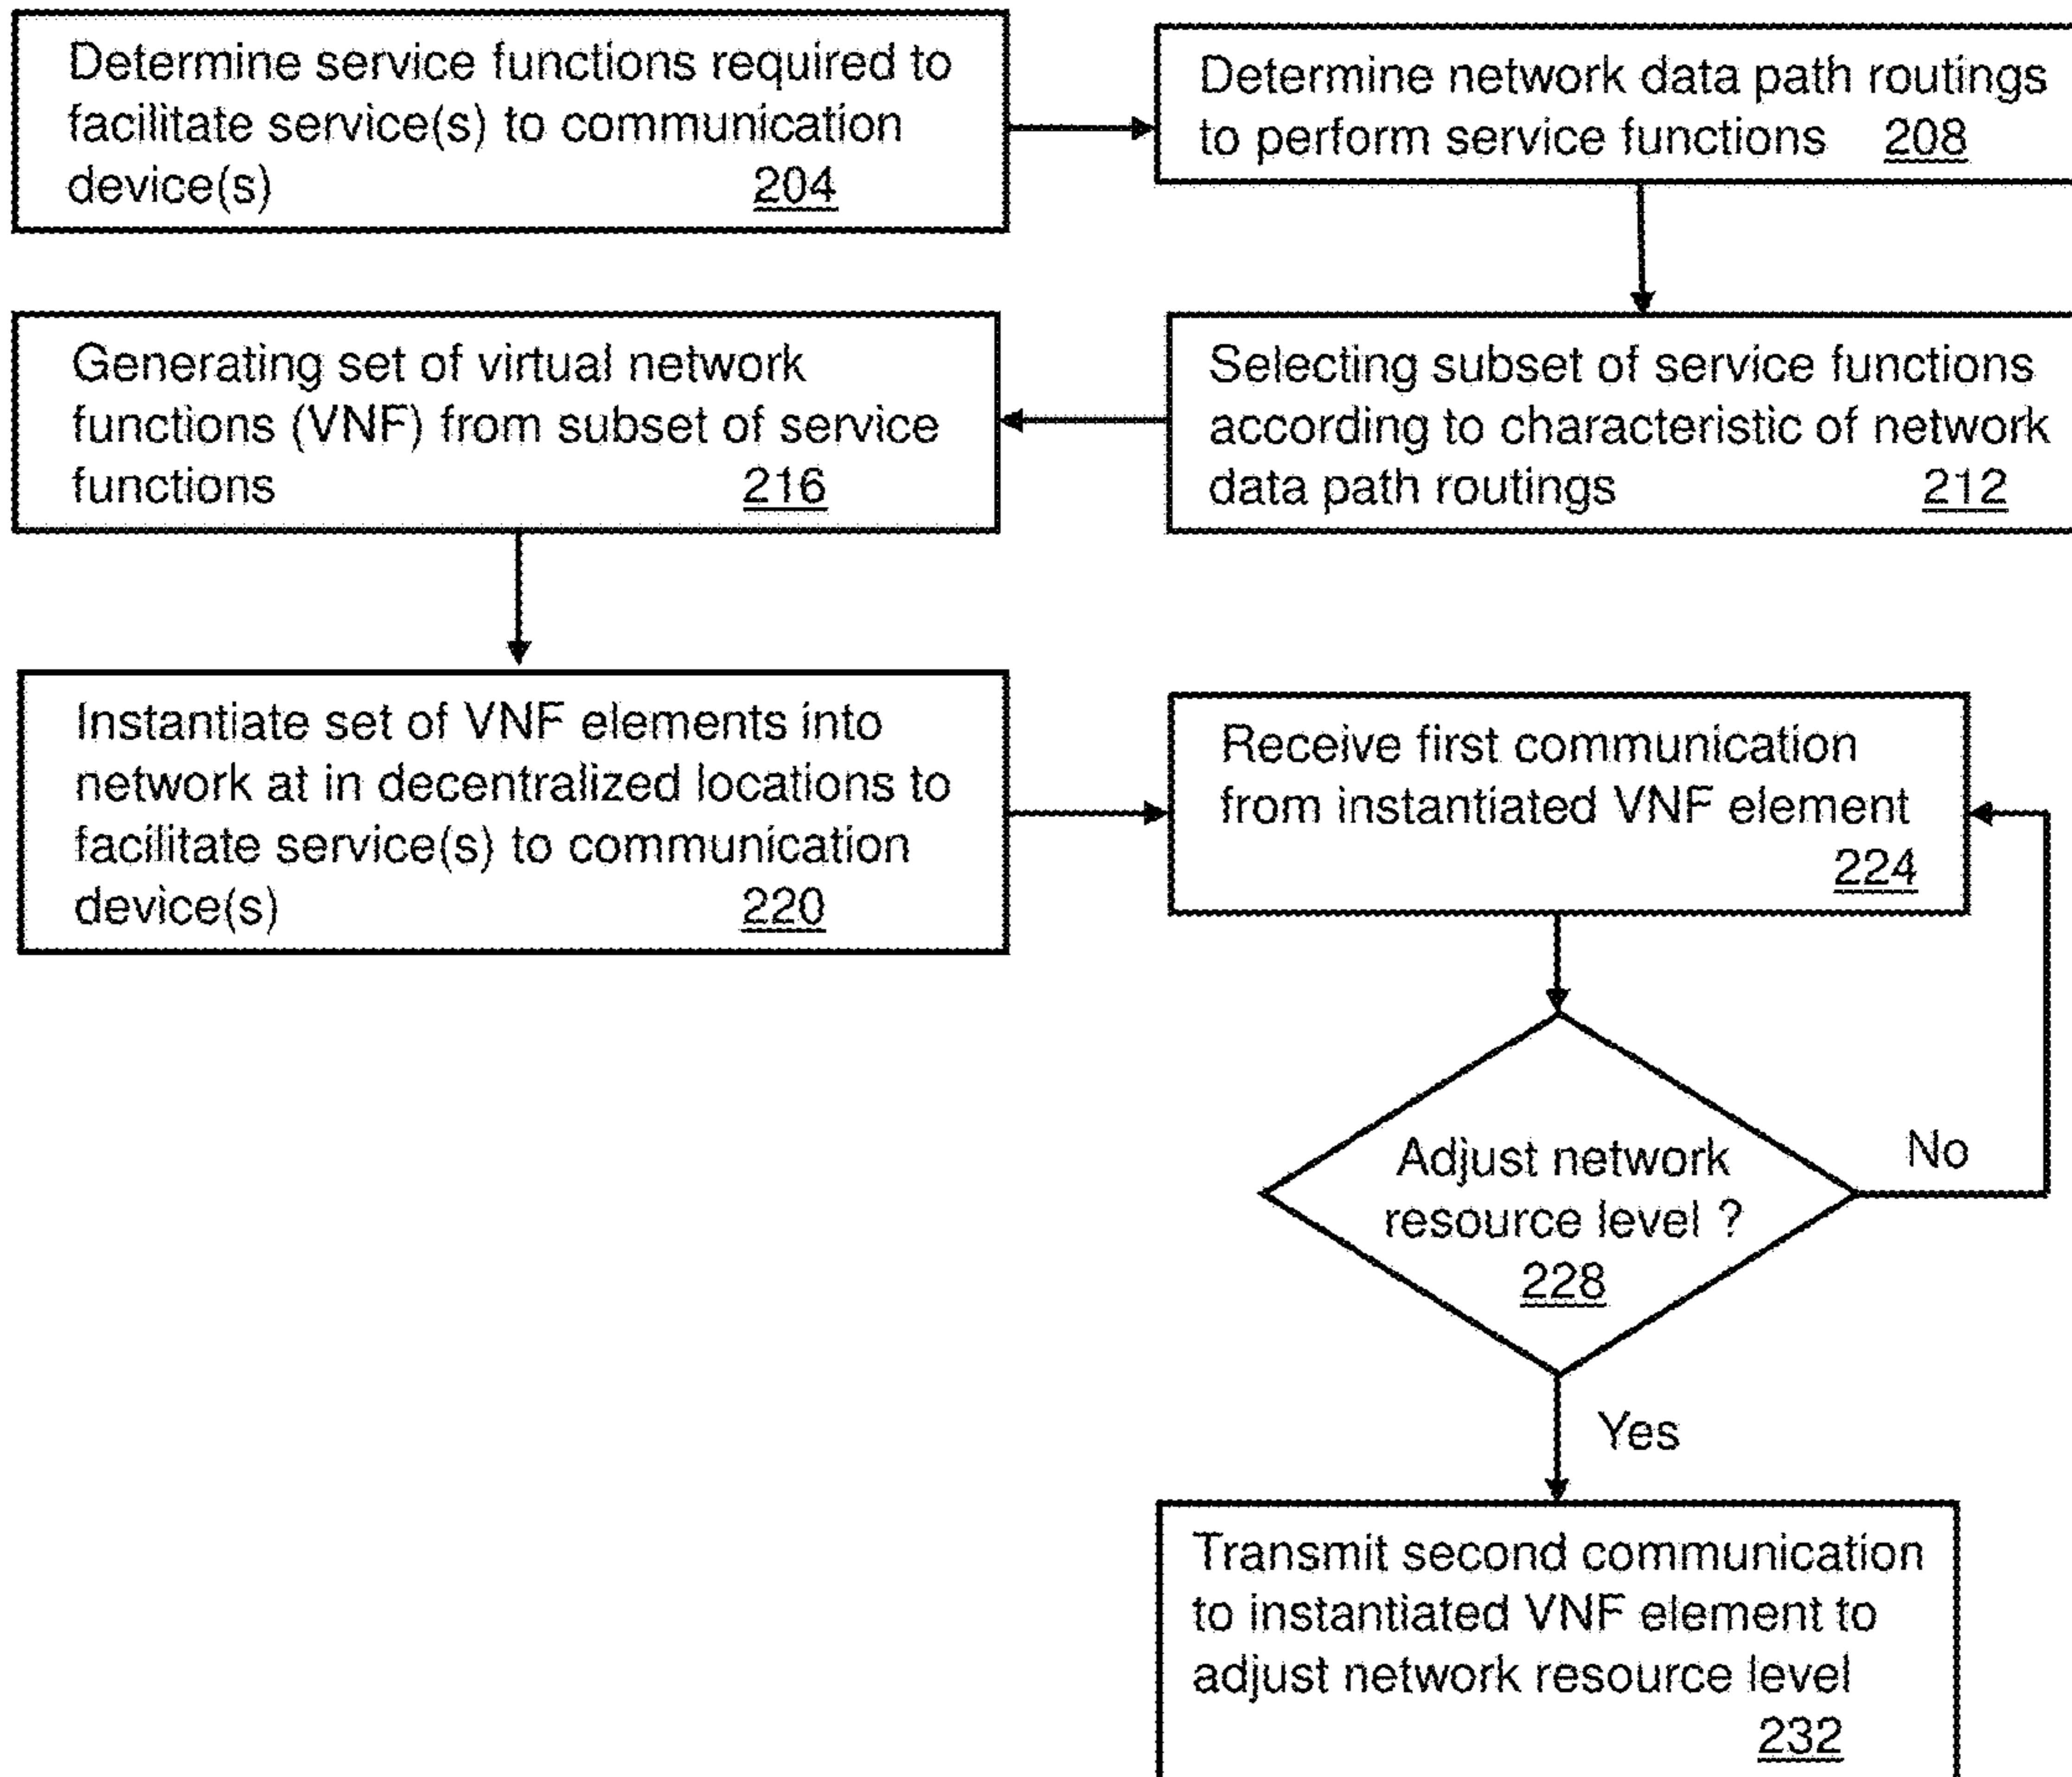 Determine service functions required to
facilitate service(s) to communication
device(s) 204
Determine network data path routings
to perform service functions 208
Selecting subset of service functions
according to characteristic of network
data path routings 212
Generating set of virtual network
functions (VNF) from subset of service
functions 216
Instantiate set of VNF elements into
network at in decentralized locations to
facilitate service(s) to communication
device(s) 220
Receive first communication
from instantiated VNF element
224
Adjust network
resource level ?
228
No
Yes
Transmit second communication
to instantiated VNF element to
adjust network resource level
232